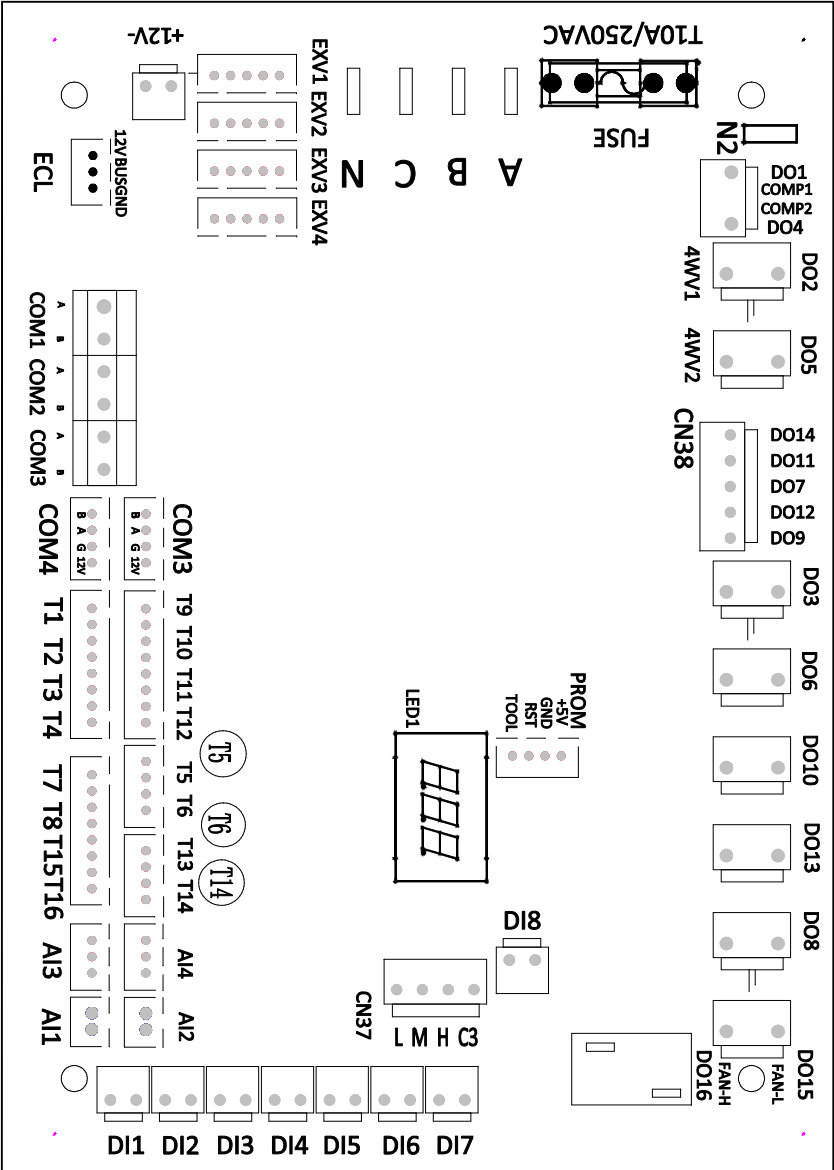 +12V-
T10A/250VAC
FUSE
N2
EXV1
EXV2
EXV3
EXV4
N
C
B
A
ECL
12V
BUS
GND
DO1
COMP1
COMP2
DO4
4WV1
DO2
4WV2
DO5
COM1
A
B
COM2
A
B
COM3
A
B
CN38
DO14
DO11
DO7
DO12
DO9
COM4
B
A
G
12V
COM3
B
A
G
12V
DO3
T1
T2
T3
T4
T9
T10
T11
T12
DO6
LED1
PROM
+5V
GND
RST
TOOL
T5
T6
T5
T6
DO10
T7
T8
T15
T16
T13
T14
T14
DO13
DI8
DO8
AI3
AI4
AI1
AI2
CN37
L M H C3
DO16
FAN-H
FAN-L
DO15
DI1 DI2 DI3 DI4 DI5 DI6 DI7